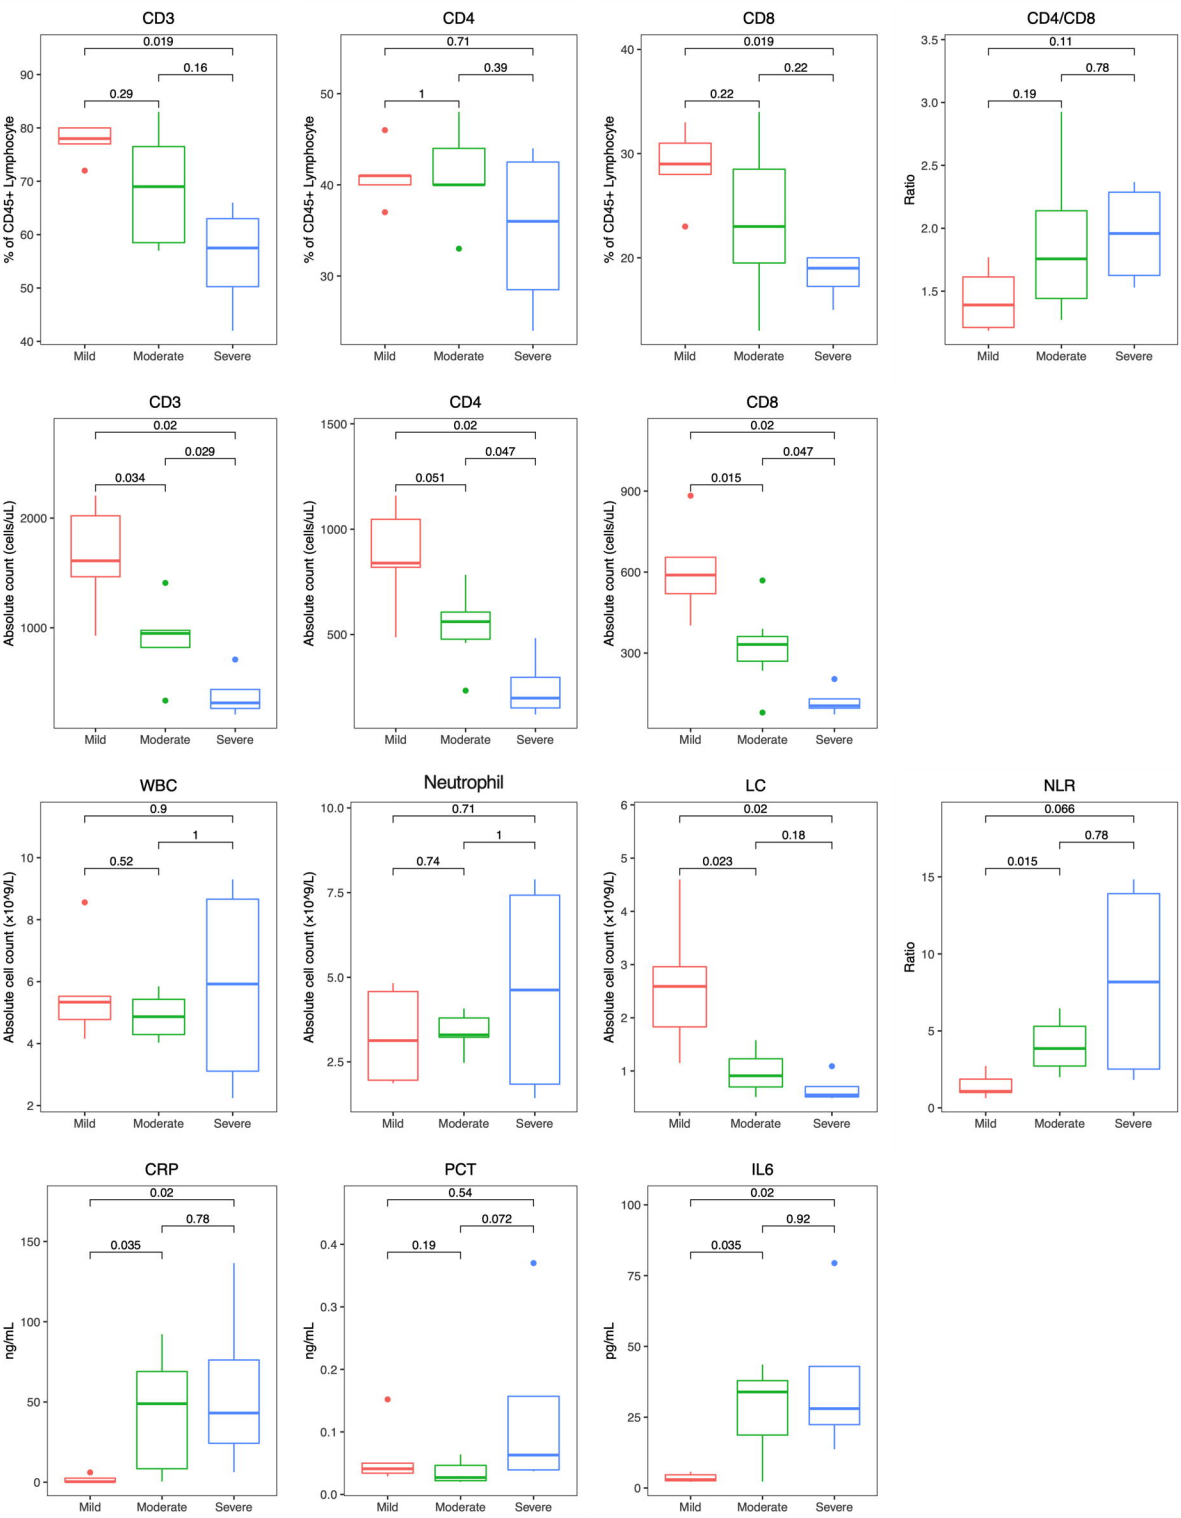 CD3
CD4
CD8
CD4/CD8
% of CD45+ Lymphocyte
90
80
70
60
50
40
0.019
0.16
0.29
Mild Moderate Severe
% of CD45+ Lymphocyte
50
40
30
0.71
0.39
1
Mild Moderate Severe
% of CD45+ Lymphocyte
40
30
20
0.019
0.22
0.22
Mild Moderate Severe
Ratio
3.5
3.0
2.5
2.0
1.5
0.11
0.78
0.19
Mild Moderate Severe
CD3
CD4
CD8
Absolute count (cells/uL)
2000
1000
0.02
0.029
0.034
Mild Moderate Severe
Absolute count (cells/uL)
1500
1000
500
0.02
0.047
0.051
Mild Moderate Severe
Absolute count (cells/uL)
900
600
300
0.02
0.047
0.015
Mild Moderate Severe
WBC
Neutrophil
LC
NLR
Absolute cell count (×10^9/L)
10
8
6
4
2
0.9
1
0.52
Mild Moderate Severe
Absolute cell count (×10^9/L)
10.0
7.5
5.0
2.5
0.71
1
0.74
Mild Moderate Severe
Absolute cell count (×10^9/L)
6
5
4
3
2
1
0.02
0.18
0.023
Mild Moderate Severe
Ratio
15
10
5
0
0.066
0.78
0.015
Mild Moderate Severe
CRP
PCT
IL6
ng/mL
150
100
50
0
0.02
0.78
0.035
Mild Moderate Severe
ng/mL
0.4
0.3
0.2
0.1
0.0
0.54
0.072
0.19
Mild Moderate Severe
pg/mL
100
75
50
25
0
0.02
0.92
0.035
Mild Moderate Severe